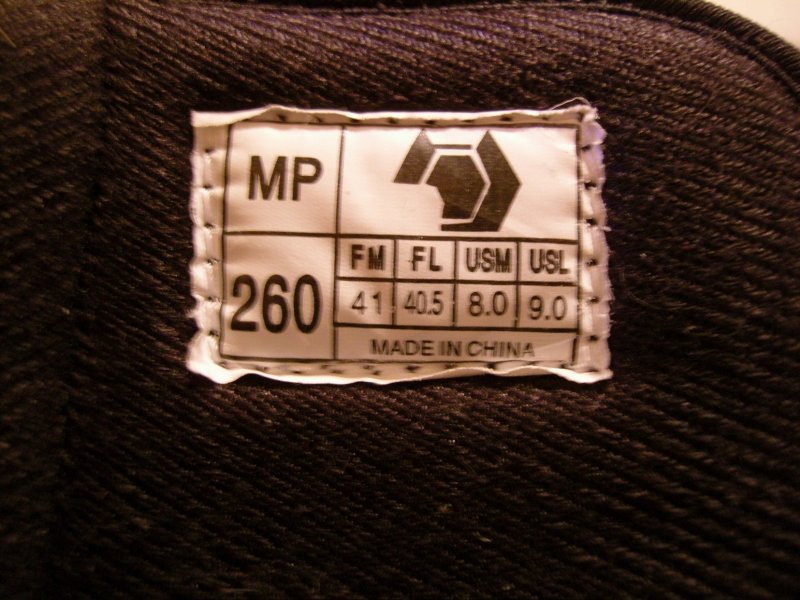 MP
260
FM FL USM USL
41 40.5 8.0 9.0
MADE IN CHINA